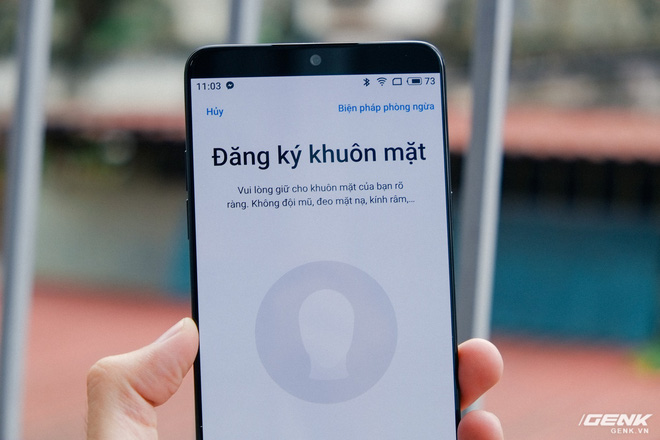 11:03 73
Hủy Biện pháp phòng ngừa
Đăng ký khuôn mặt
Vui lòng giữ cho khuôn mặt của bạn rõ
ràng. Không đội mũ, đeo mặt nạ, kính râm,...
GENK
GENK.VN